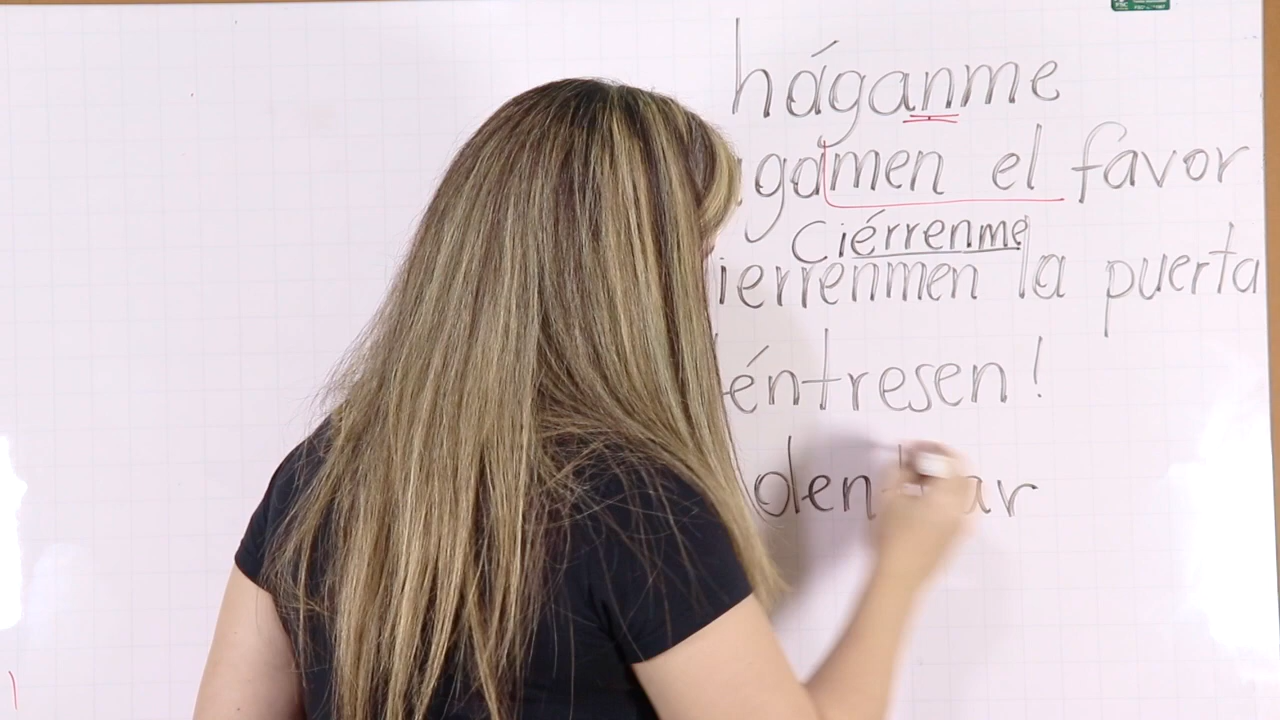 háganme
gamen el favor
Ciérrenme
ierrenmen la puerta
éntresen!